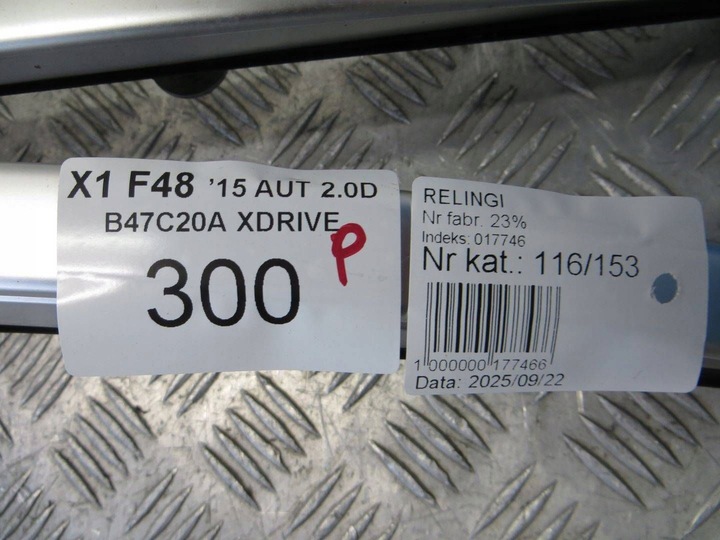 X1 F48 '15 AUT 2.0D
B47C20A XDRIVE
300
P
RELINGI
Nr fabr. 23%
Indeks: 017746
Nr kat.: 116/153
1 000000 177466
Data: 2025/09/22